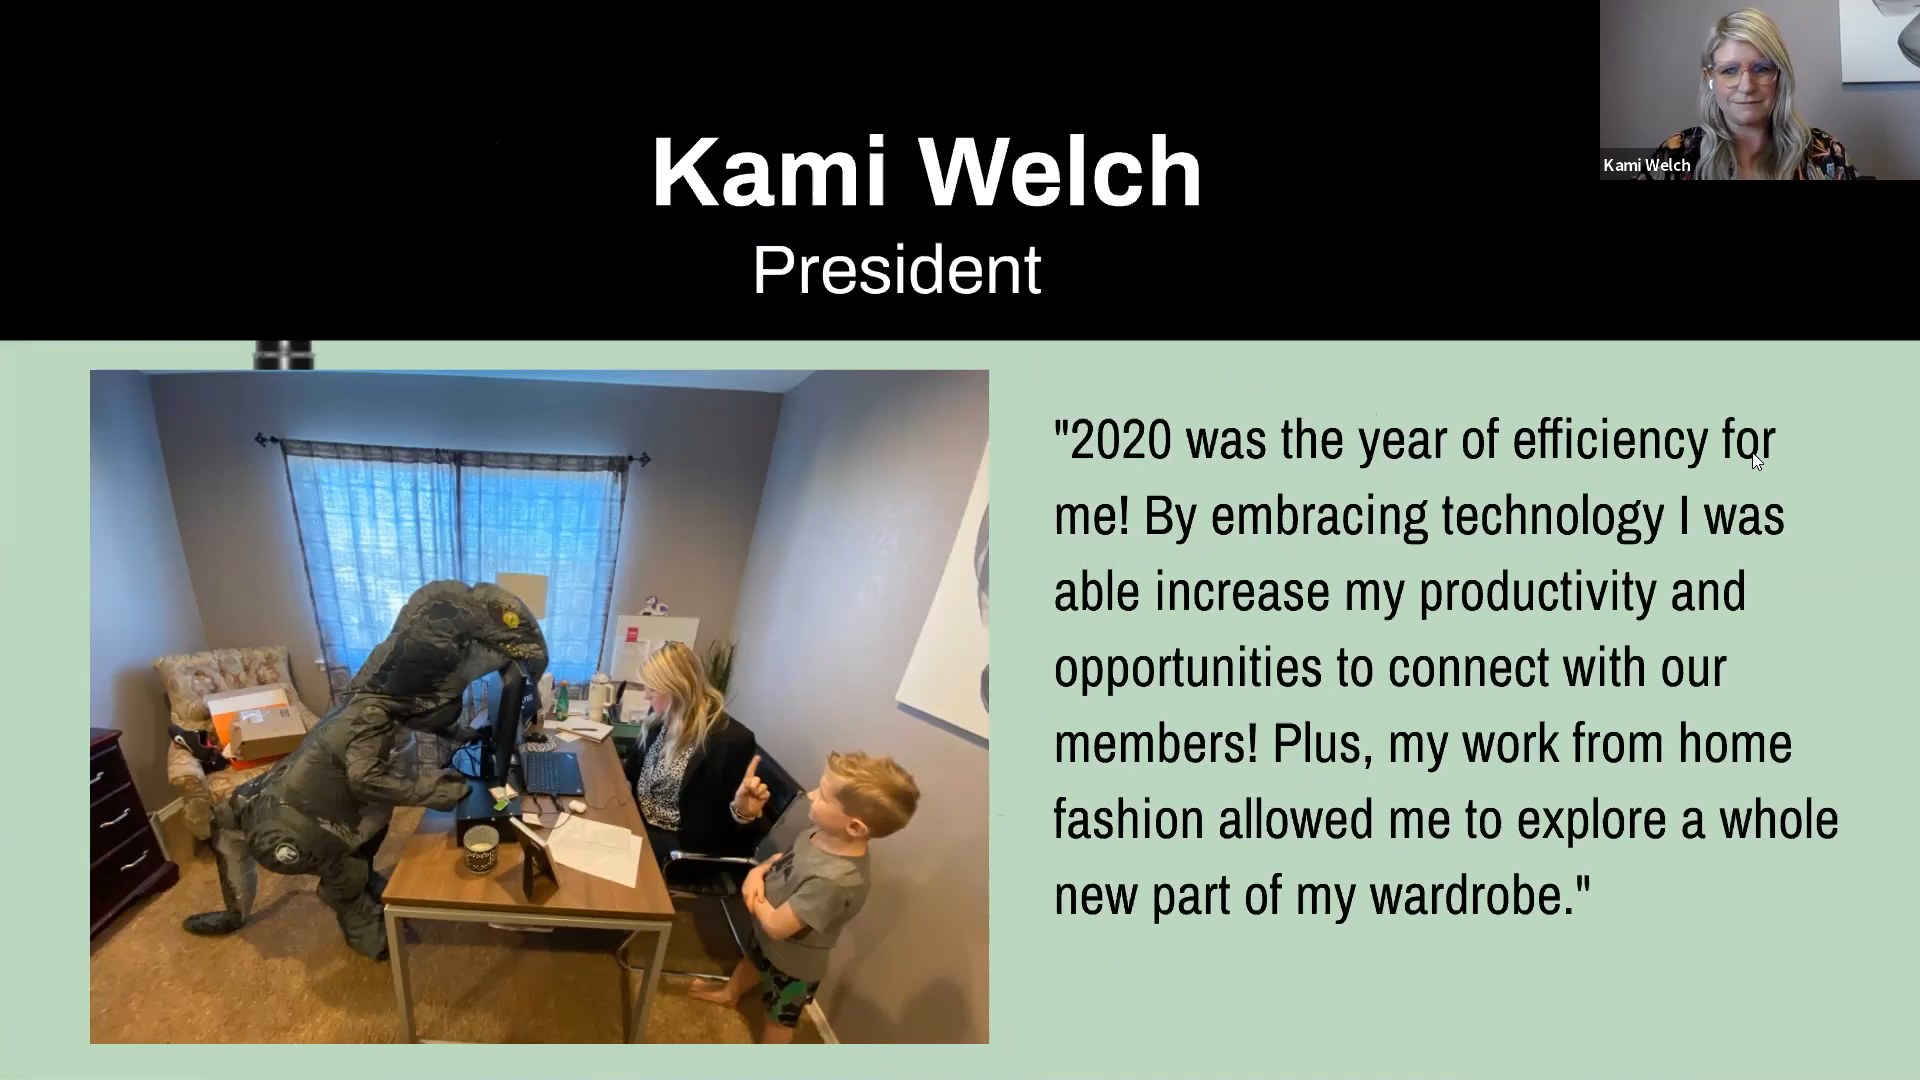 Kami Welch
President
Kami Welch
"2020 was the year of efficiency for
me! By embracing technology I was
able increase my productivity and
opportunities to connect with our
members! Plus, my work from home
fashion allowed me to explore a whole
new part of my wardrobe."